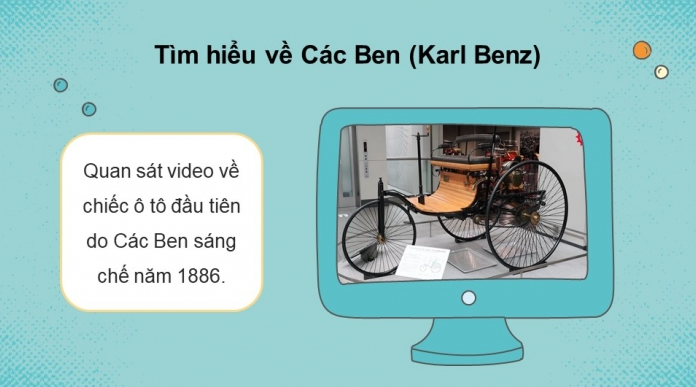 Tìm hiểu về Các Ben (Karl Benz)
Quan sát video về
chiếc ô tô đầu tiên
do Các Ben sáng
chế năm 1886.